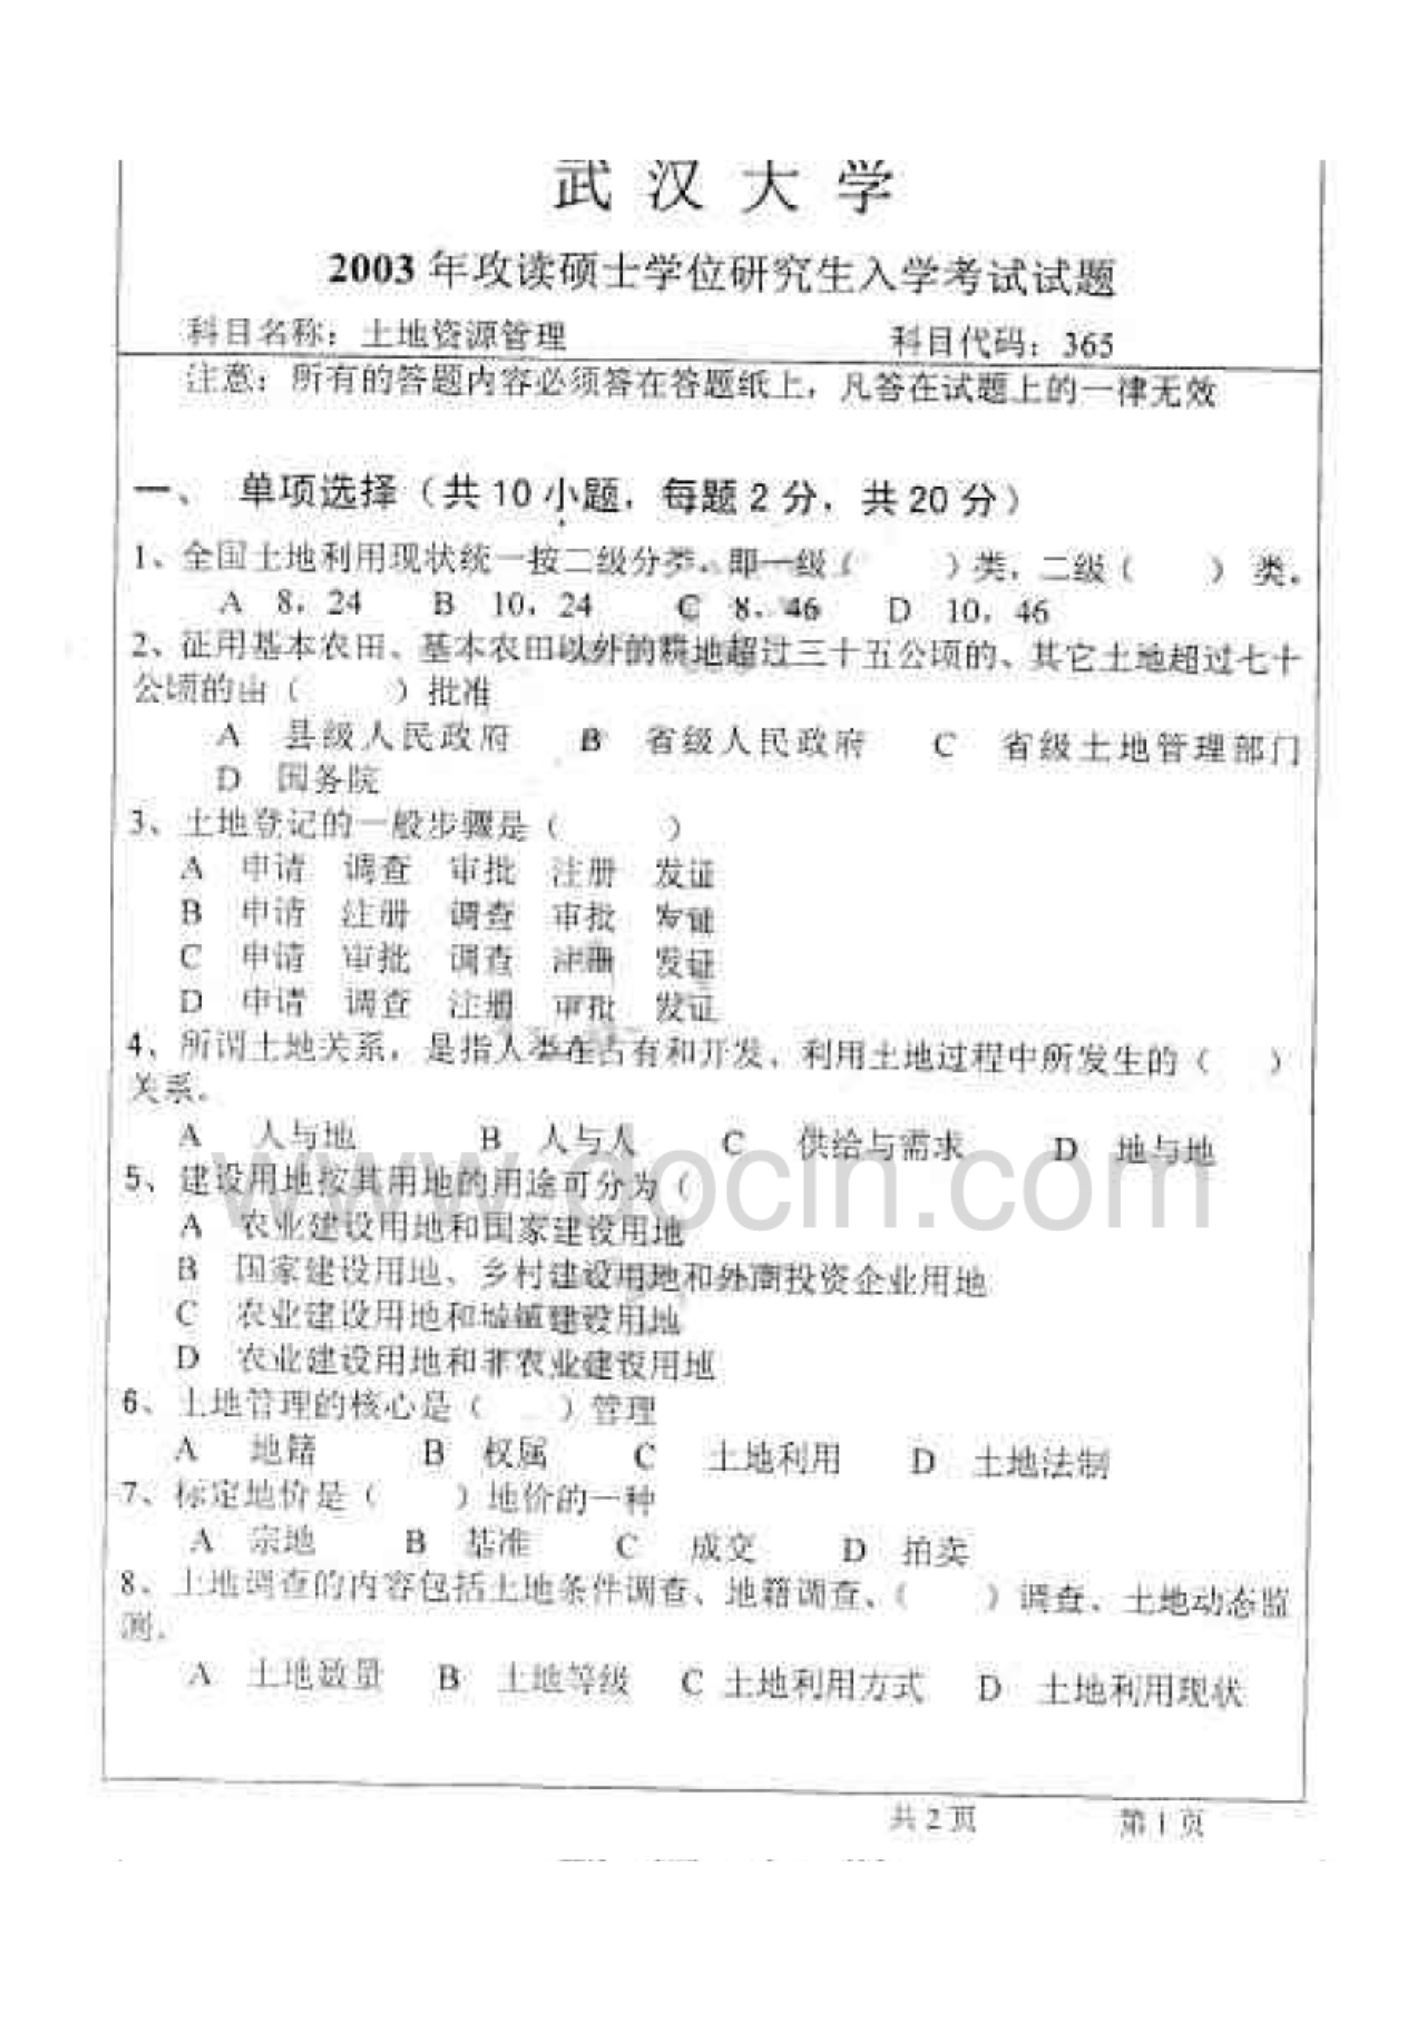 武汉大学
2003 年攻读硕士学位研究生入学考试试题
科目名称：土地资源管理 科目代码：365
注意：所有的答题内容必须答在答题纸上，凡答在试题上的一律无效
一、 单项选择（共 10 小题，每题 2 分，共 20 分）
1、全国土地利用现状统一按二级分类，即一级（ ）类，二级（ ）类。
A 8，24 B 10，24 C 8，46 D 10，46
2、征用基本农田、基本农田以外的耕地超过三十五公顷的、其它土地超过七十
公顷的由（ ）批准
A 县级人民政府 B 省级人民政府 C 省级土地管理部门
D 国务院
3、土地登记的一般步骤是（ ）
A 申请 调查 审批 注册 发证
B 申请 注册 调查 审批 发证
C 申请 审批 调查 注册 发证
D 申请 调查 注册 审批 发证
4、所谓土地关系，是指人类在占有和开发、利用土地过程中所发生的（ ）
关系。
A 人与地 B 人与人 C 供给与需求 D 地与地
5、建设用地按其用地的用途可分为（
www.docin.com
A 农业建设用地和国家建设用地
B 国家建设用地、乡村建设用地和外商投资企业用地
C 农业建设用地和城镇建设用地
D 农业建设用地和非农业建设用地
6、土地管理的核心是（ ）管理
A 地籍 B 权属 C 土地利用 D 土地法制
7、标定地价是（ ）地价的一种
A 宗地 B 基准 C 成交 D 拍卖
8、土地调查的内容包括土地条件调查、地籍调查、（ ）调查、土地动态监
测。
A 土地数量 B 土地等级 C 土地利用方式 D 土地利用现状
共 2 页 第 1 页